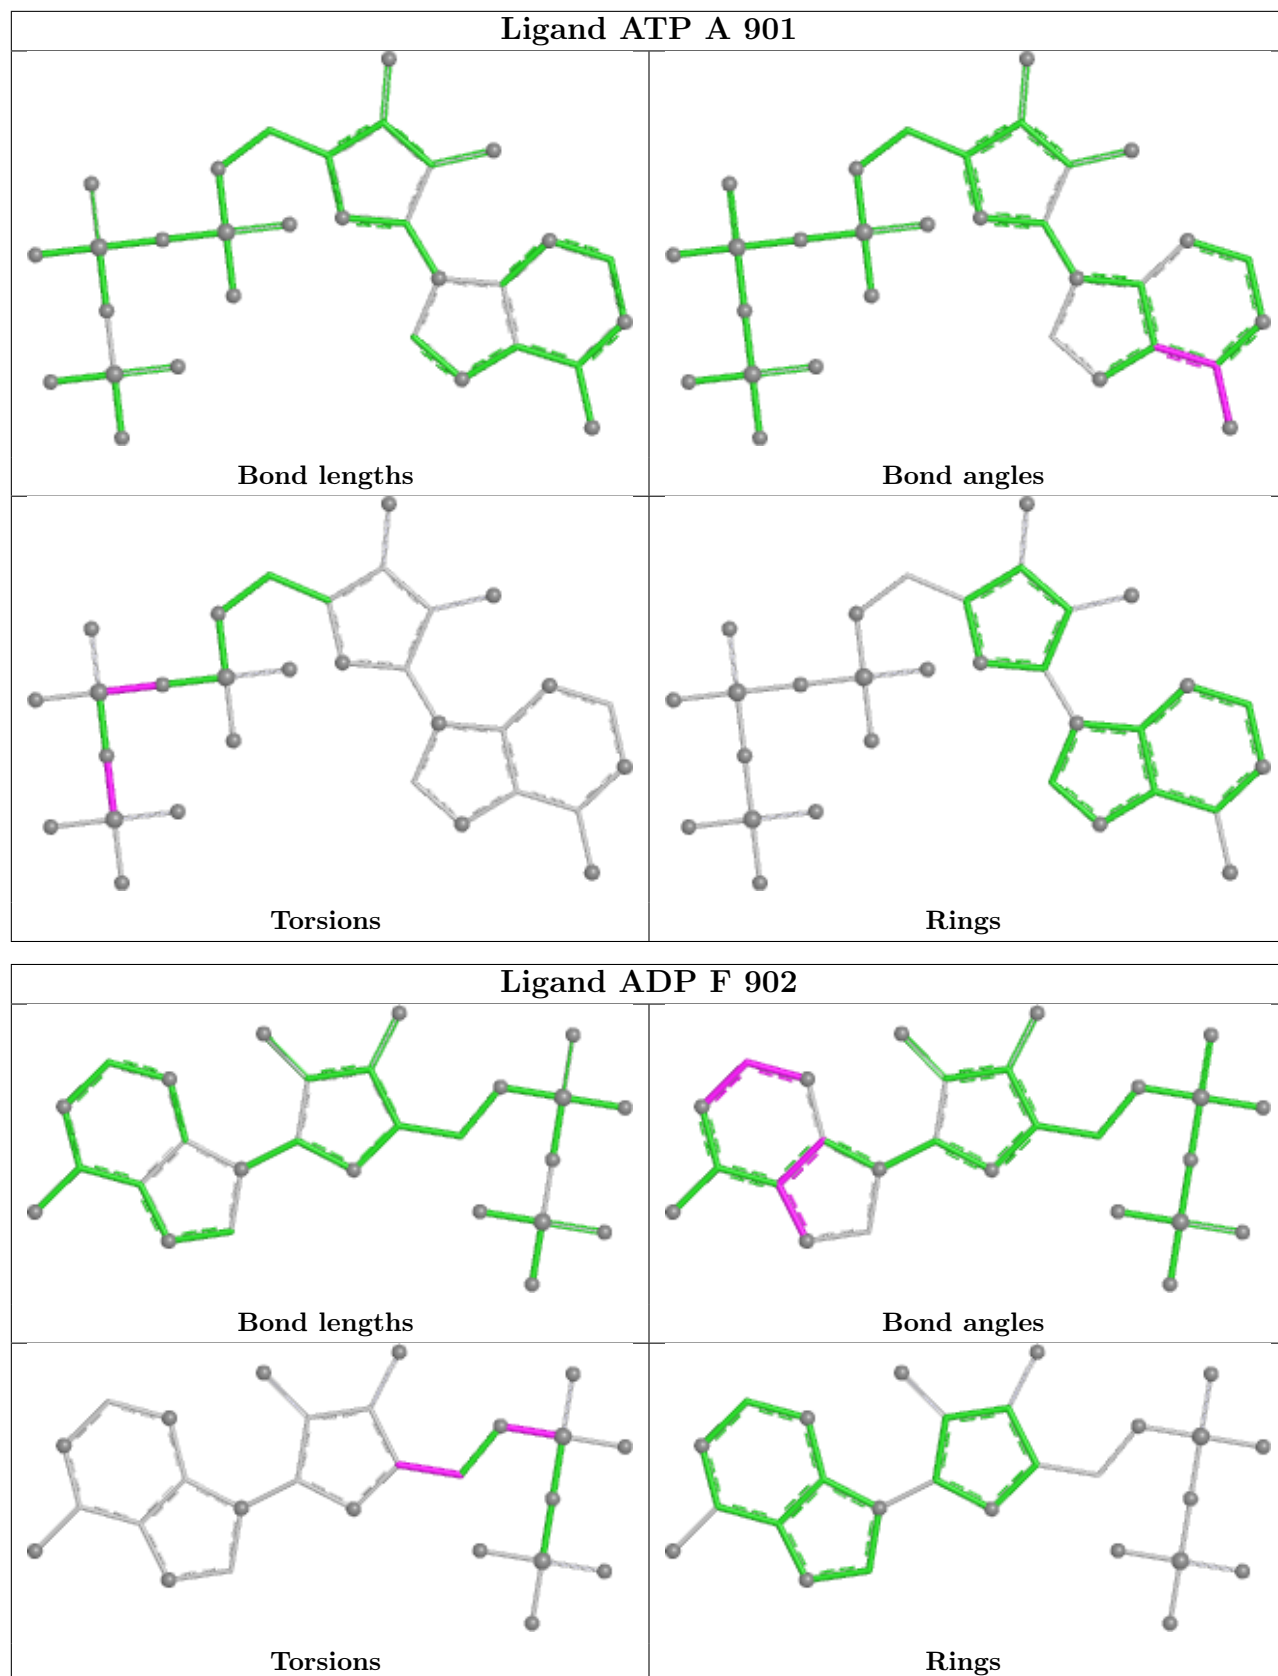 Ligand ATP A 901
Bond lengths
Bond angles
Torsions
Rings
Ligand ADP F 902
Bond lengths
Bond angles
Torsions
Rings